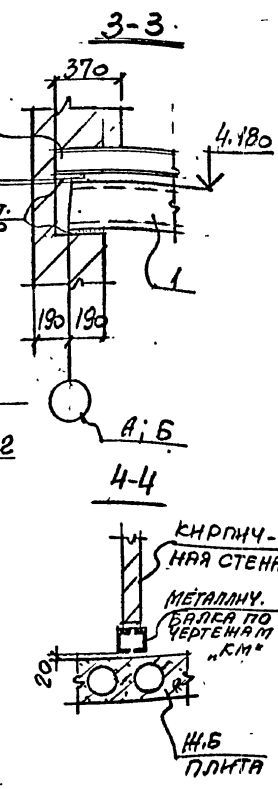 3-3
370
4.180
т.
1
190 190
А; Б
2
4-4
КИРПИЧ-
НАЯ СТЕНА
МЕТАЛЛИЧ.
БАЛКА ПО
ЧЕРТЕЖАМ
„КМ"
20
Ж.Б
ПЛИТА